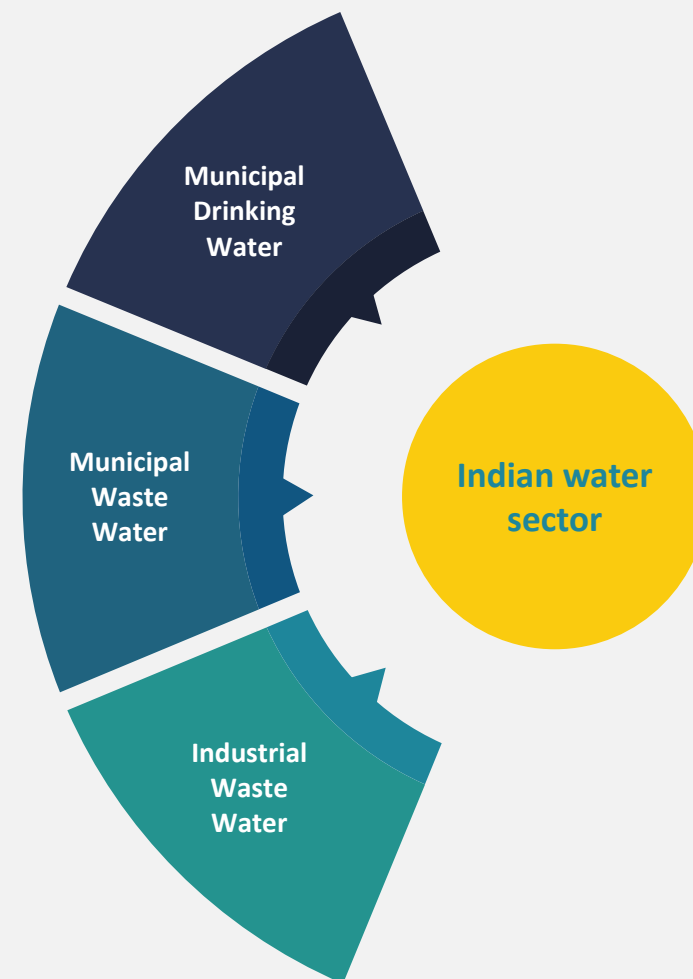 Municipal
Drinking
Water
Municipal
Waste
Water
Indian water
sector
Industrial
Waste
Water